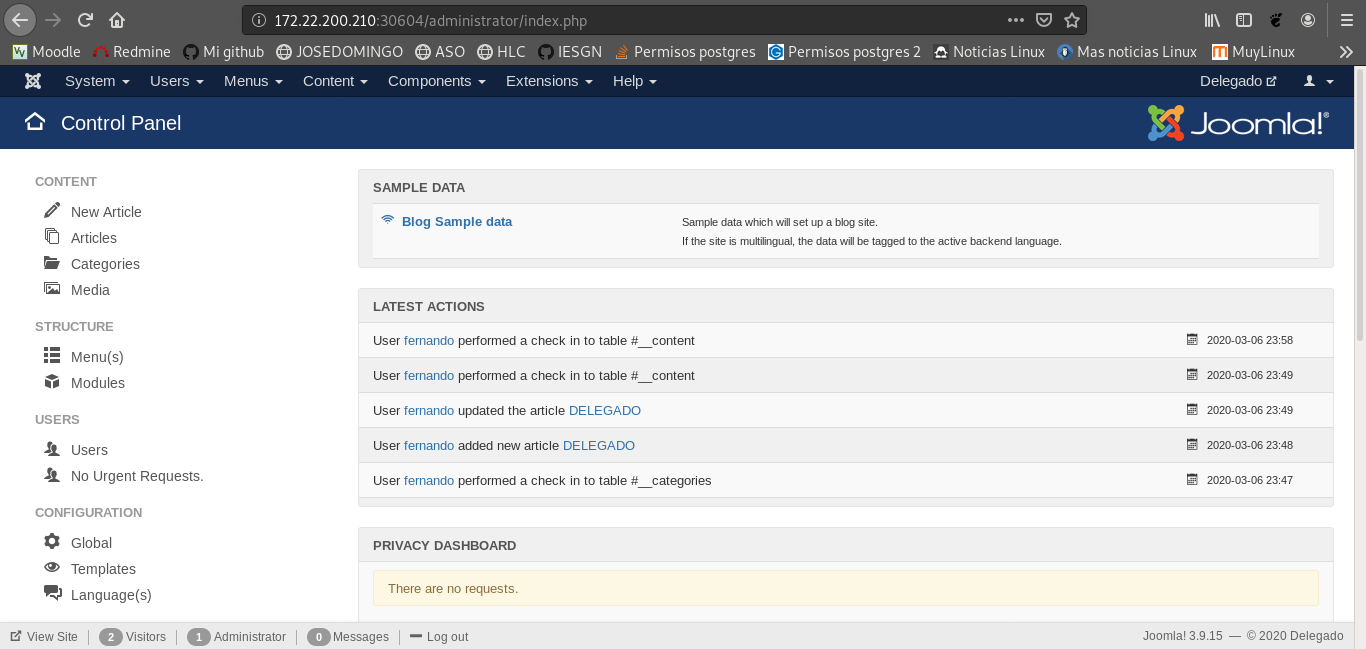 172.22.200.210:30604/administrator/index.php
Moodle Redmine Mi github JOSEDOMINGO ASO HLC IESGN Permisos postgres Permisos postgres 2 Noticias Linux Mas noticias Linux MuyLinux
System Users Menus Content Components Extensions Help Delegado
Control Panel Joomla!®
CONTENT
New Article
Articles
Categories
Media
STRUCTURE
Menu(s)
Modules
USERS
Users
No Urgent Requests.
CONFIGURATION
Global
Templates
Language(s)
SAMPLE DATA
Blog Sample data Sample data which will set up a blog site.
If the site is multilingual, the data will be tagged to the active backend language.
LATEST ACTIONS
User fernando performed a check in to table #__content 2020-03-06 23:58
User fernando performed a check in to table #__content 2020-03-06 23:49
User fernando updated the article DELEGADO 2020-03-06 23:49
User fernando added new article DELEGADO 2020-03-06 23:48
User fernando performed a check in to table #__categories 2020-03-06 23:47
PRIVACY DASHBOARD
There are no requests.
View Site 2 Visitors 1 Administrator 0 Messages Log out Joomla! 3.9.15 — © 2020 Delegado